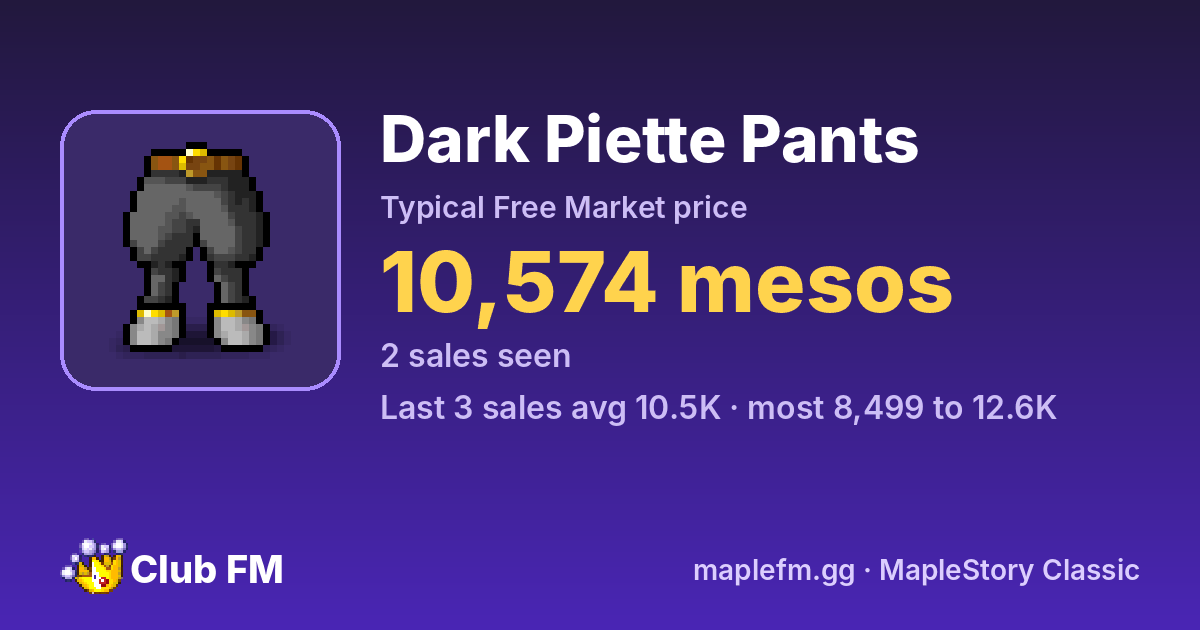 Dark Piette Pants
Typical Free Market price
10,574 mesos
2 sales seen
Last 3 sales avg 10.5K · most 8,499 to 12.6K
Club FM
maplefm.gg · MapleStory Classic